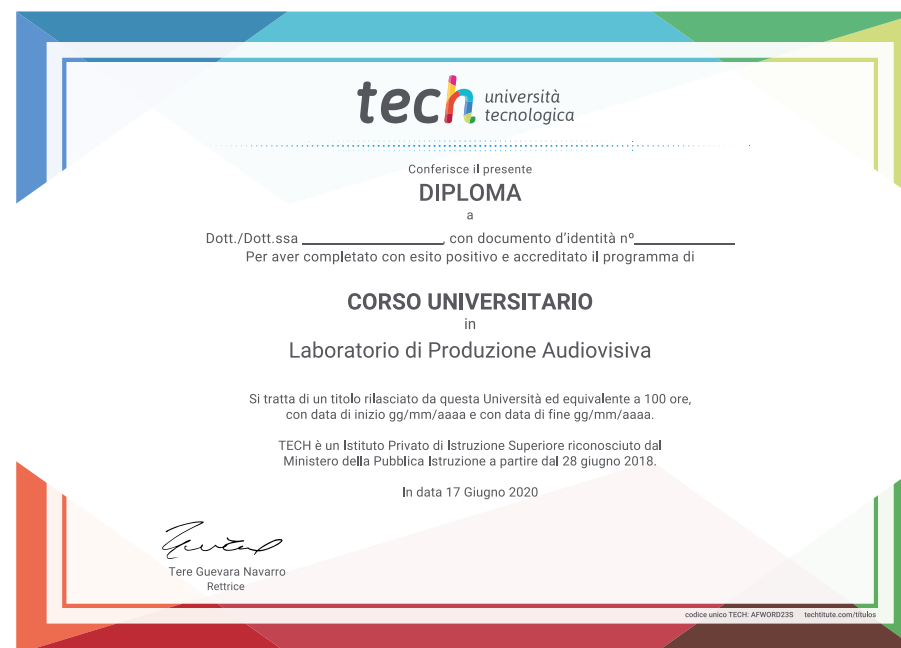 tech università
tecnologica
Conferisce il presente
DIPLOMA
a
Dott./Dott.ssa ____________________, con documento d'identità nº______________
Per aver completato con esito positivo e accreditato il programma di
CORSO UNIVERSITARIO
in
Laboratorio di Produzione Audiovisiva
Si tratta di un titolo rilasciato da questa Università ed equivalente a 100 ore,
con data di inizio gg/mm/aaaa e con data di fine gg/mm/aaaa.
TECH è un Istituto Privato di Istruzione Superiore riconosciuto dal
Ministero della Pubblica Istruzione a partire dal 28 giugno 2018.
In data 17 Giugno 2020
Tere Guevara Navarro
Rettrice
codice unico TECH: AFWORD23S techtitute.com/titulos